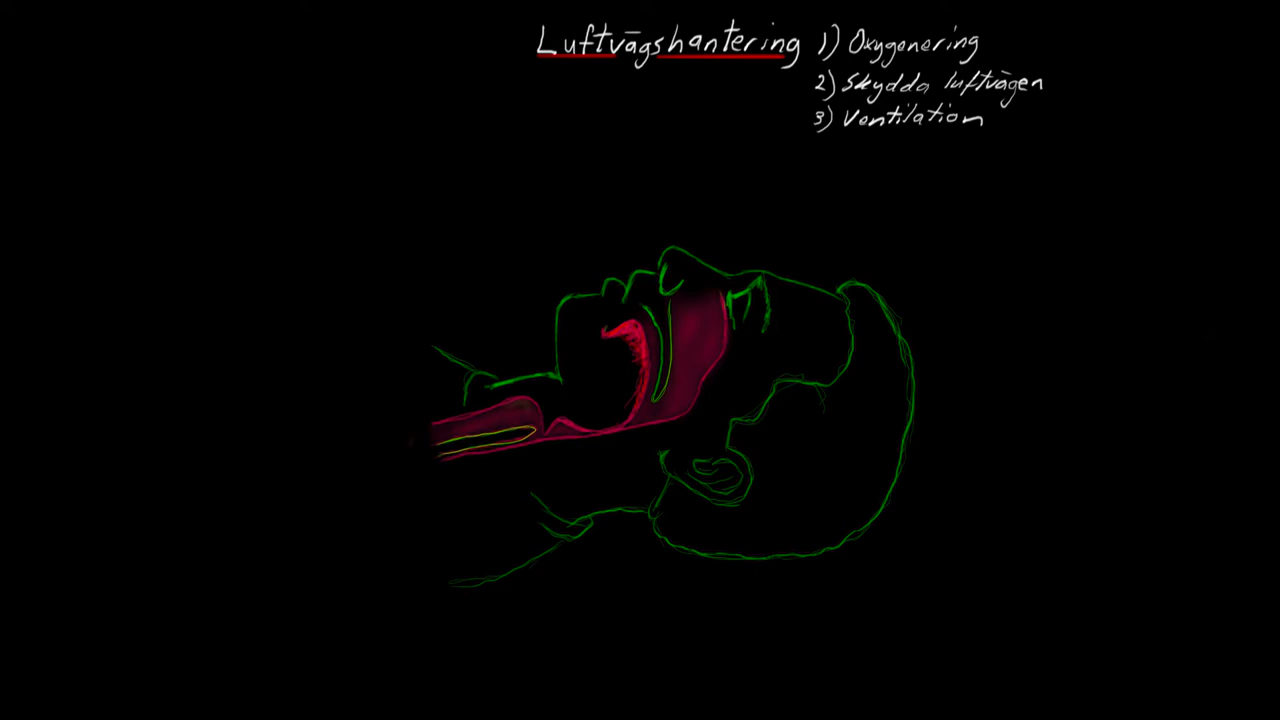 Luftvägshantering 1) Oxygenering
2) Skydda luftvägen
3) Ventilation